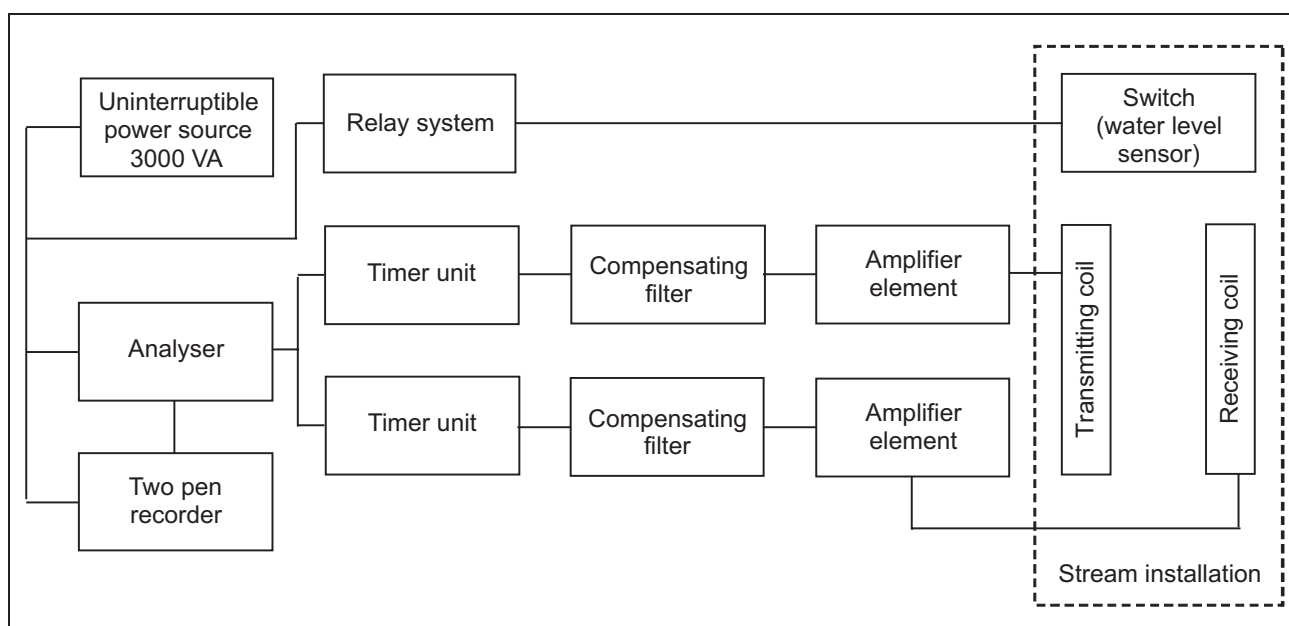 Uninterruptible
power source
3000 VA
Relay system
Switch
(water level
sensor)
Timer unit
Compensating
filter
Amplifier
element
Transmitting coil
Receiving coil
Analyser
Timer unit
Compensating
filter
Amplifier
element
Two pen
recorder
Stream installation